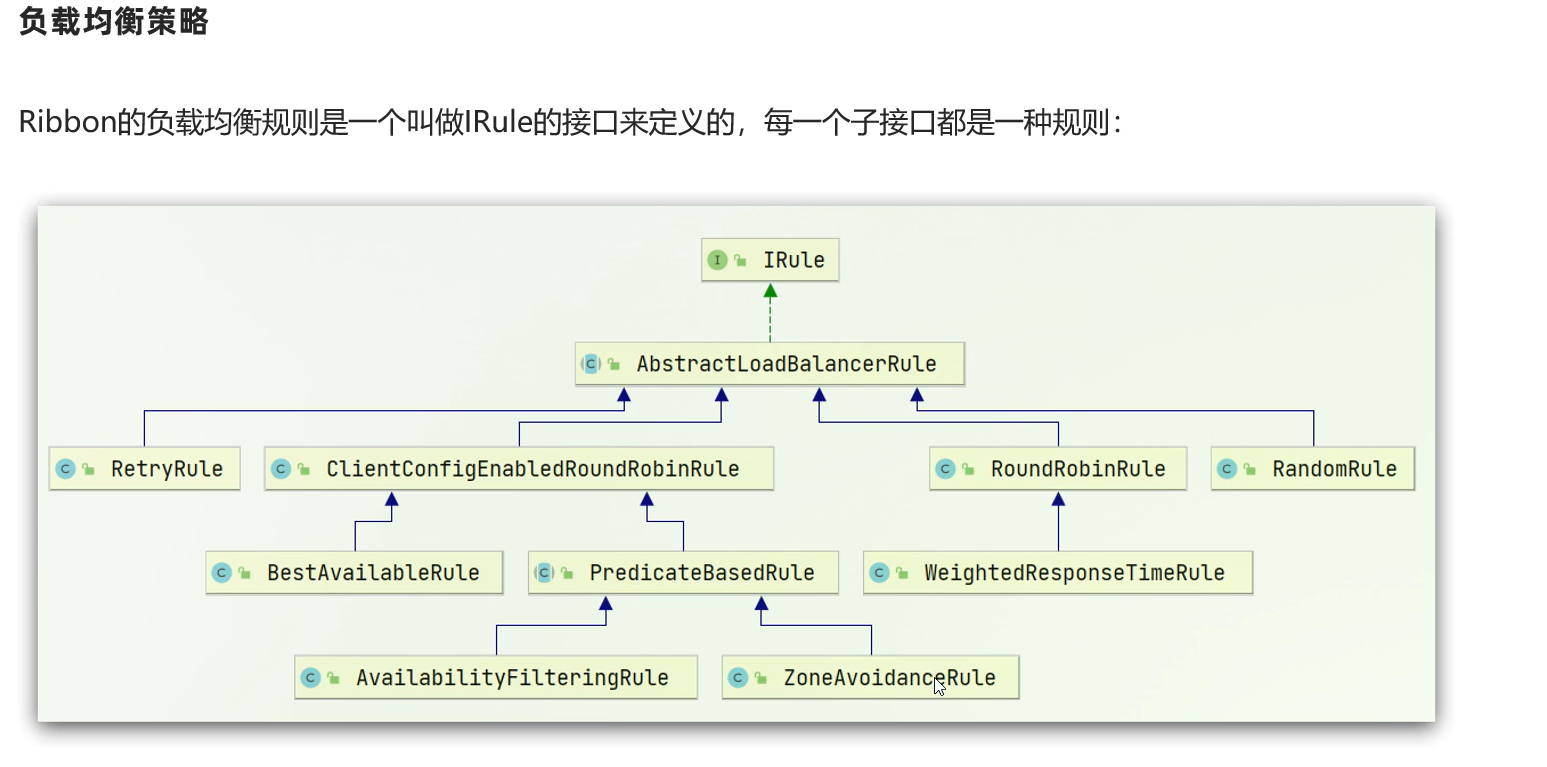 负载均衡策略
Ribbon的负载均衡规则是一个叫做IRule的接口来定义的，每一个子接口都是一种规则：
I IRule
C AbstractLoadBalancerRule
C RetryRule
C ClientConfigEnabledRoundRobinRule
C RoundRobinRule
C RandomRule
C BestAvailableRule
C PredicateBasedRule
C WeightedResponseTimeRule
C AvailabilityFilteringRule
C ZoneAvoidanceRule